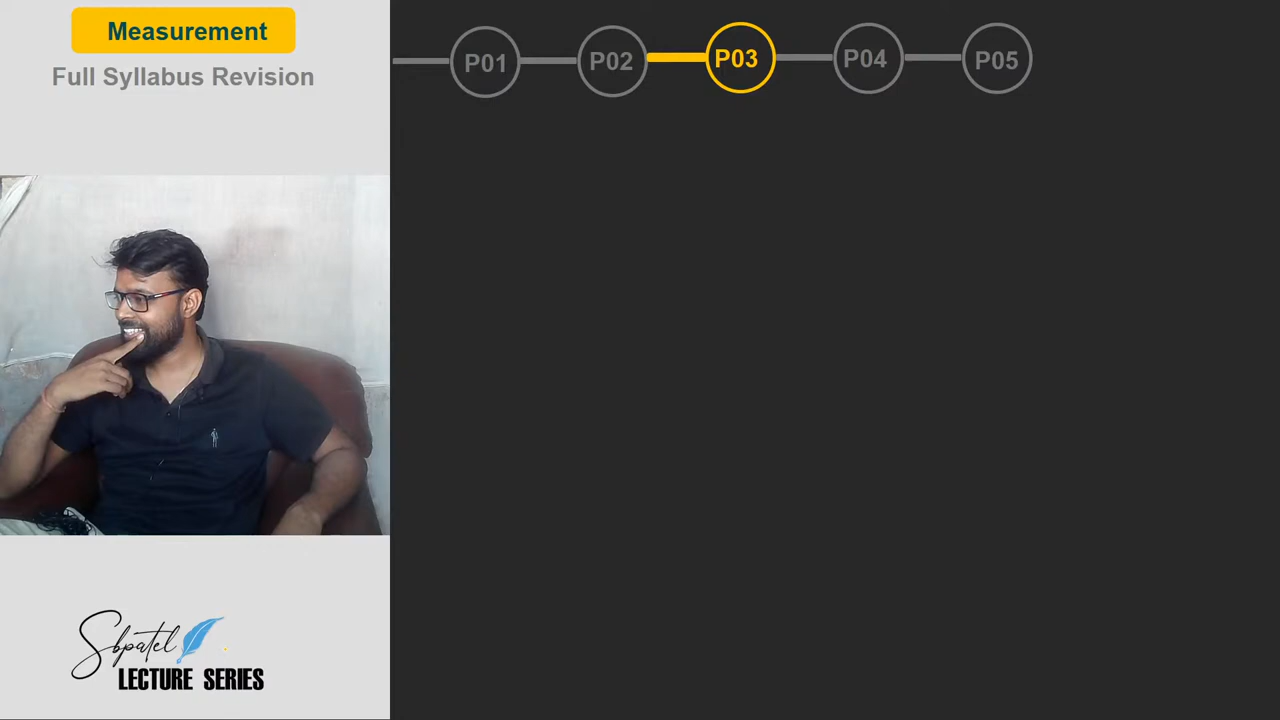 Measurement
Full Syllabus Revision
P01 P02 P03 P04 P05
Sbpatel
LECTURE SERIES